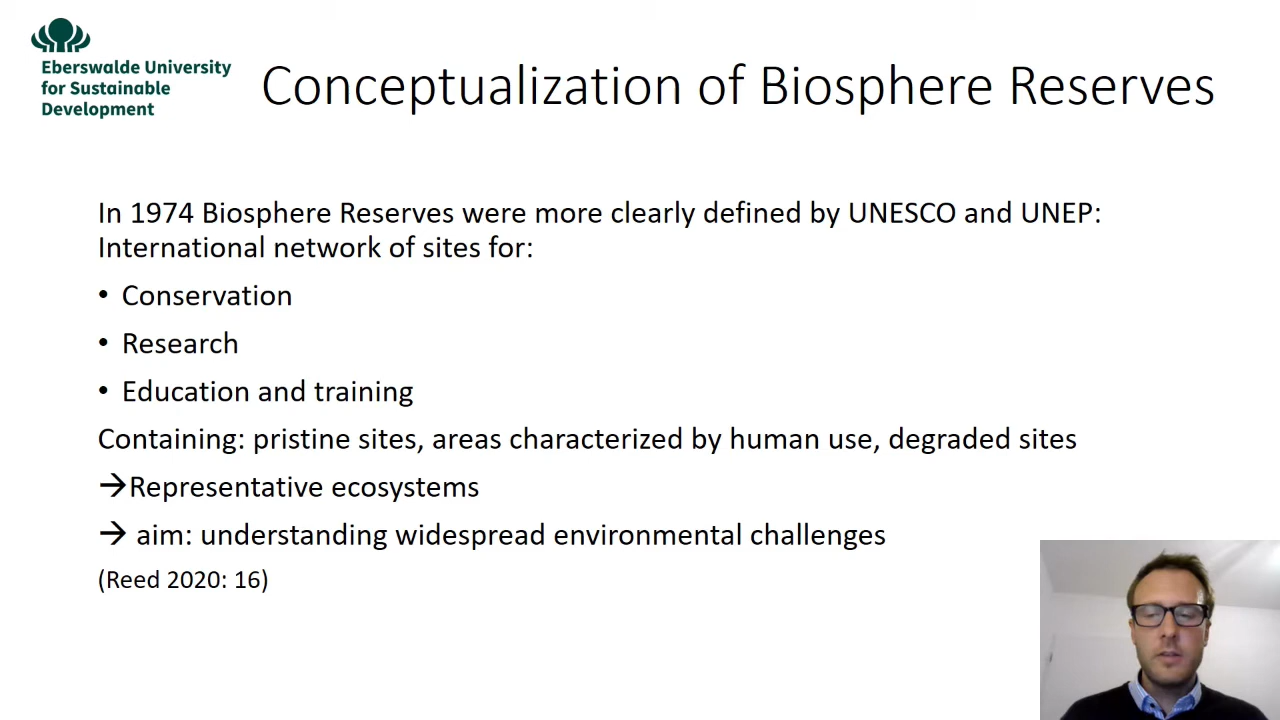 Eberswalde University
for Sustainable
Development
Conceptualization of Biosphere Reserves
In 1974 Biosphere Reserves were more clearly defined by UNESCO and UNEP:
International network of sites for:
• Conservation
• Research
• Education and training
Containing: pristine sites, areas characterized by human use, degraded sites
→Representative ecosystems
→ aim: understanding widespread environmental challenges
(Reed 2020: 16)